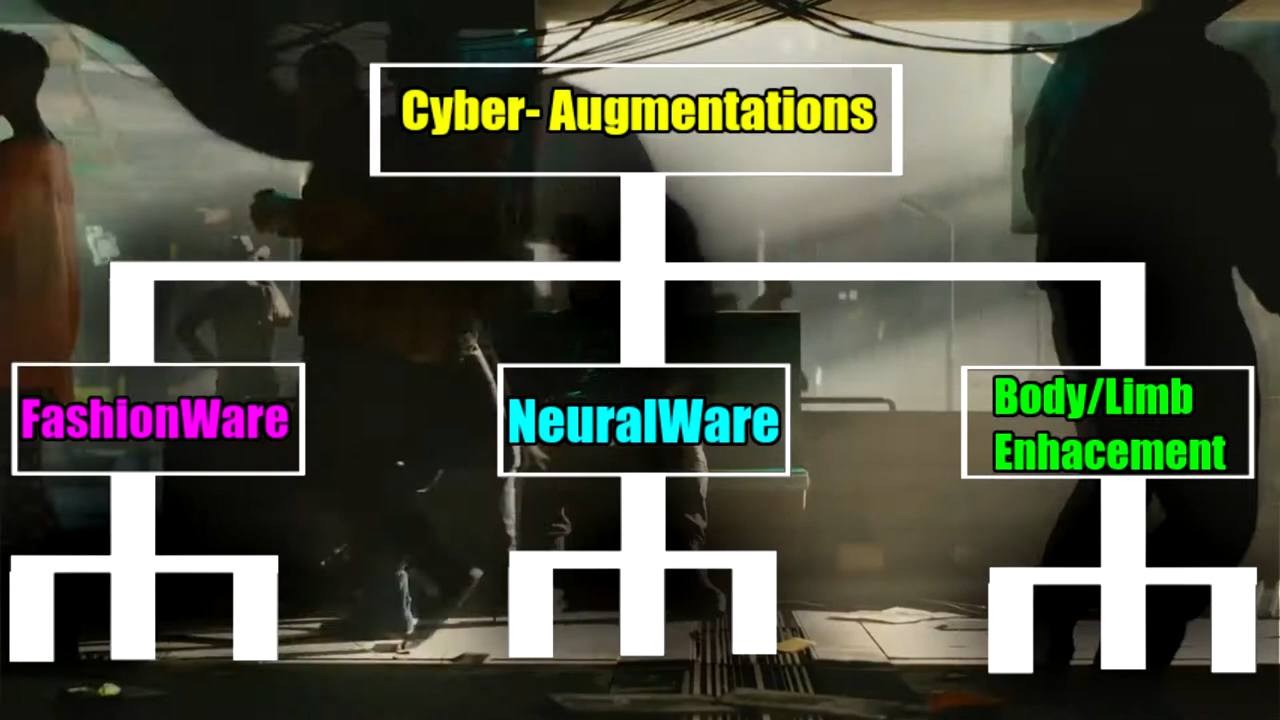 Cyber- Augmentations
FashionWare
NeuralWare
Body/Limb
Enhacement